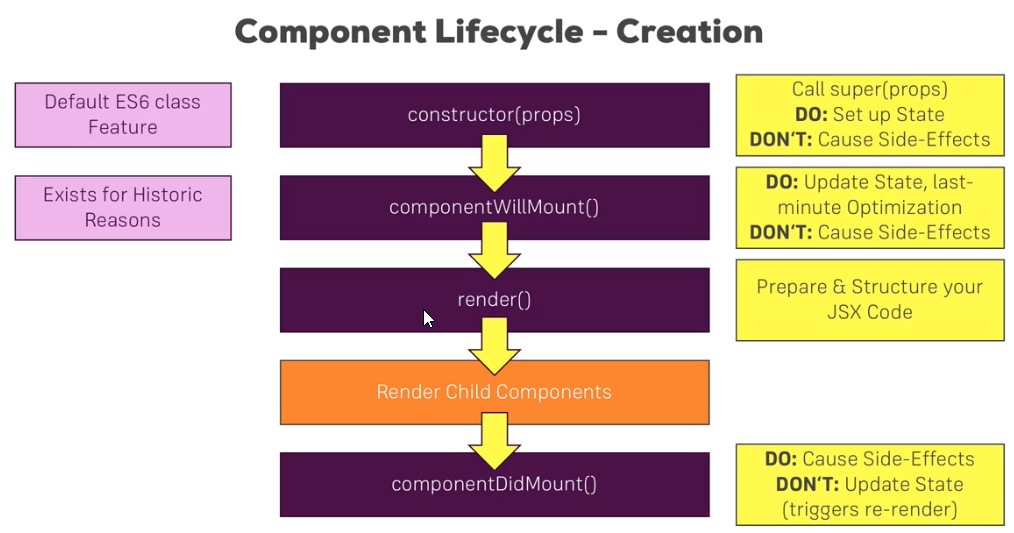 Component Lifecycle – Creation
Default ES6 class
Feature
constructor(props)
Call super(props)
DO: Set up State
DON'T: Cause Side-Effects
Exists for Historic
Reasons
componentWillMount()
DO: Update State, last-
minute Optimization
DON'T: Cause Side-Effects
render()
Prepare & Structure your
JSX Code
Render Child Components
componentDidMount()
DO: Cause Side-Effects
DON'T: Update State
(triggers re-render)